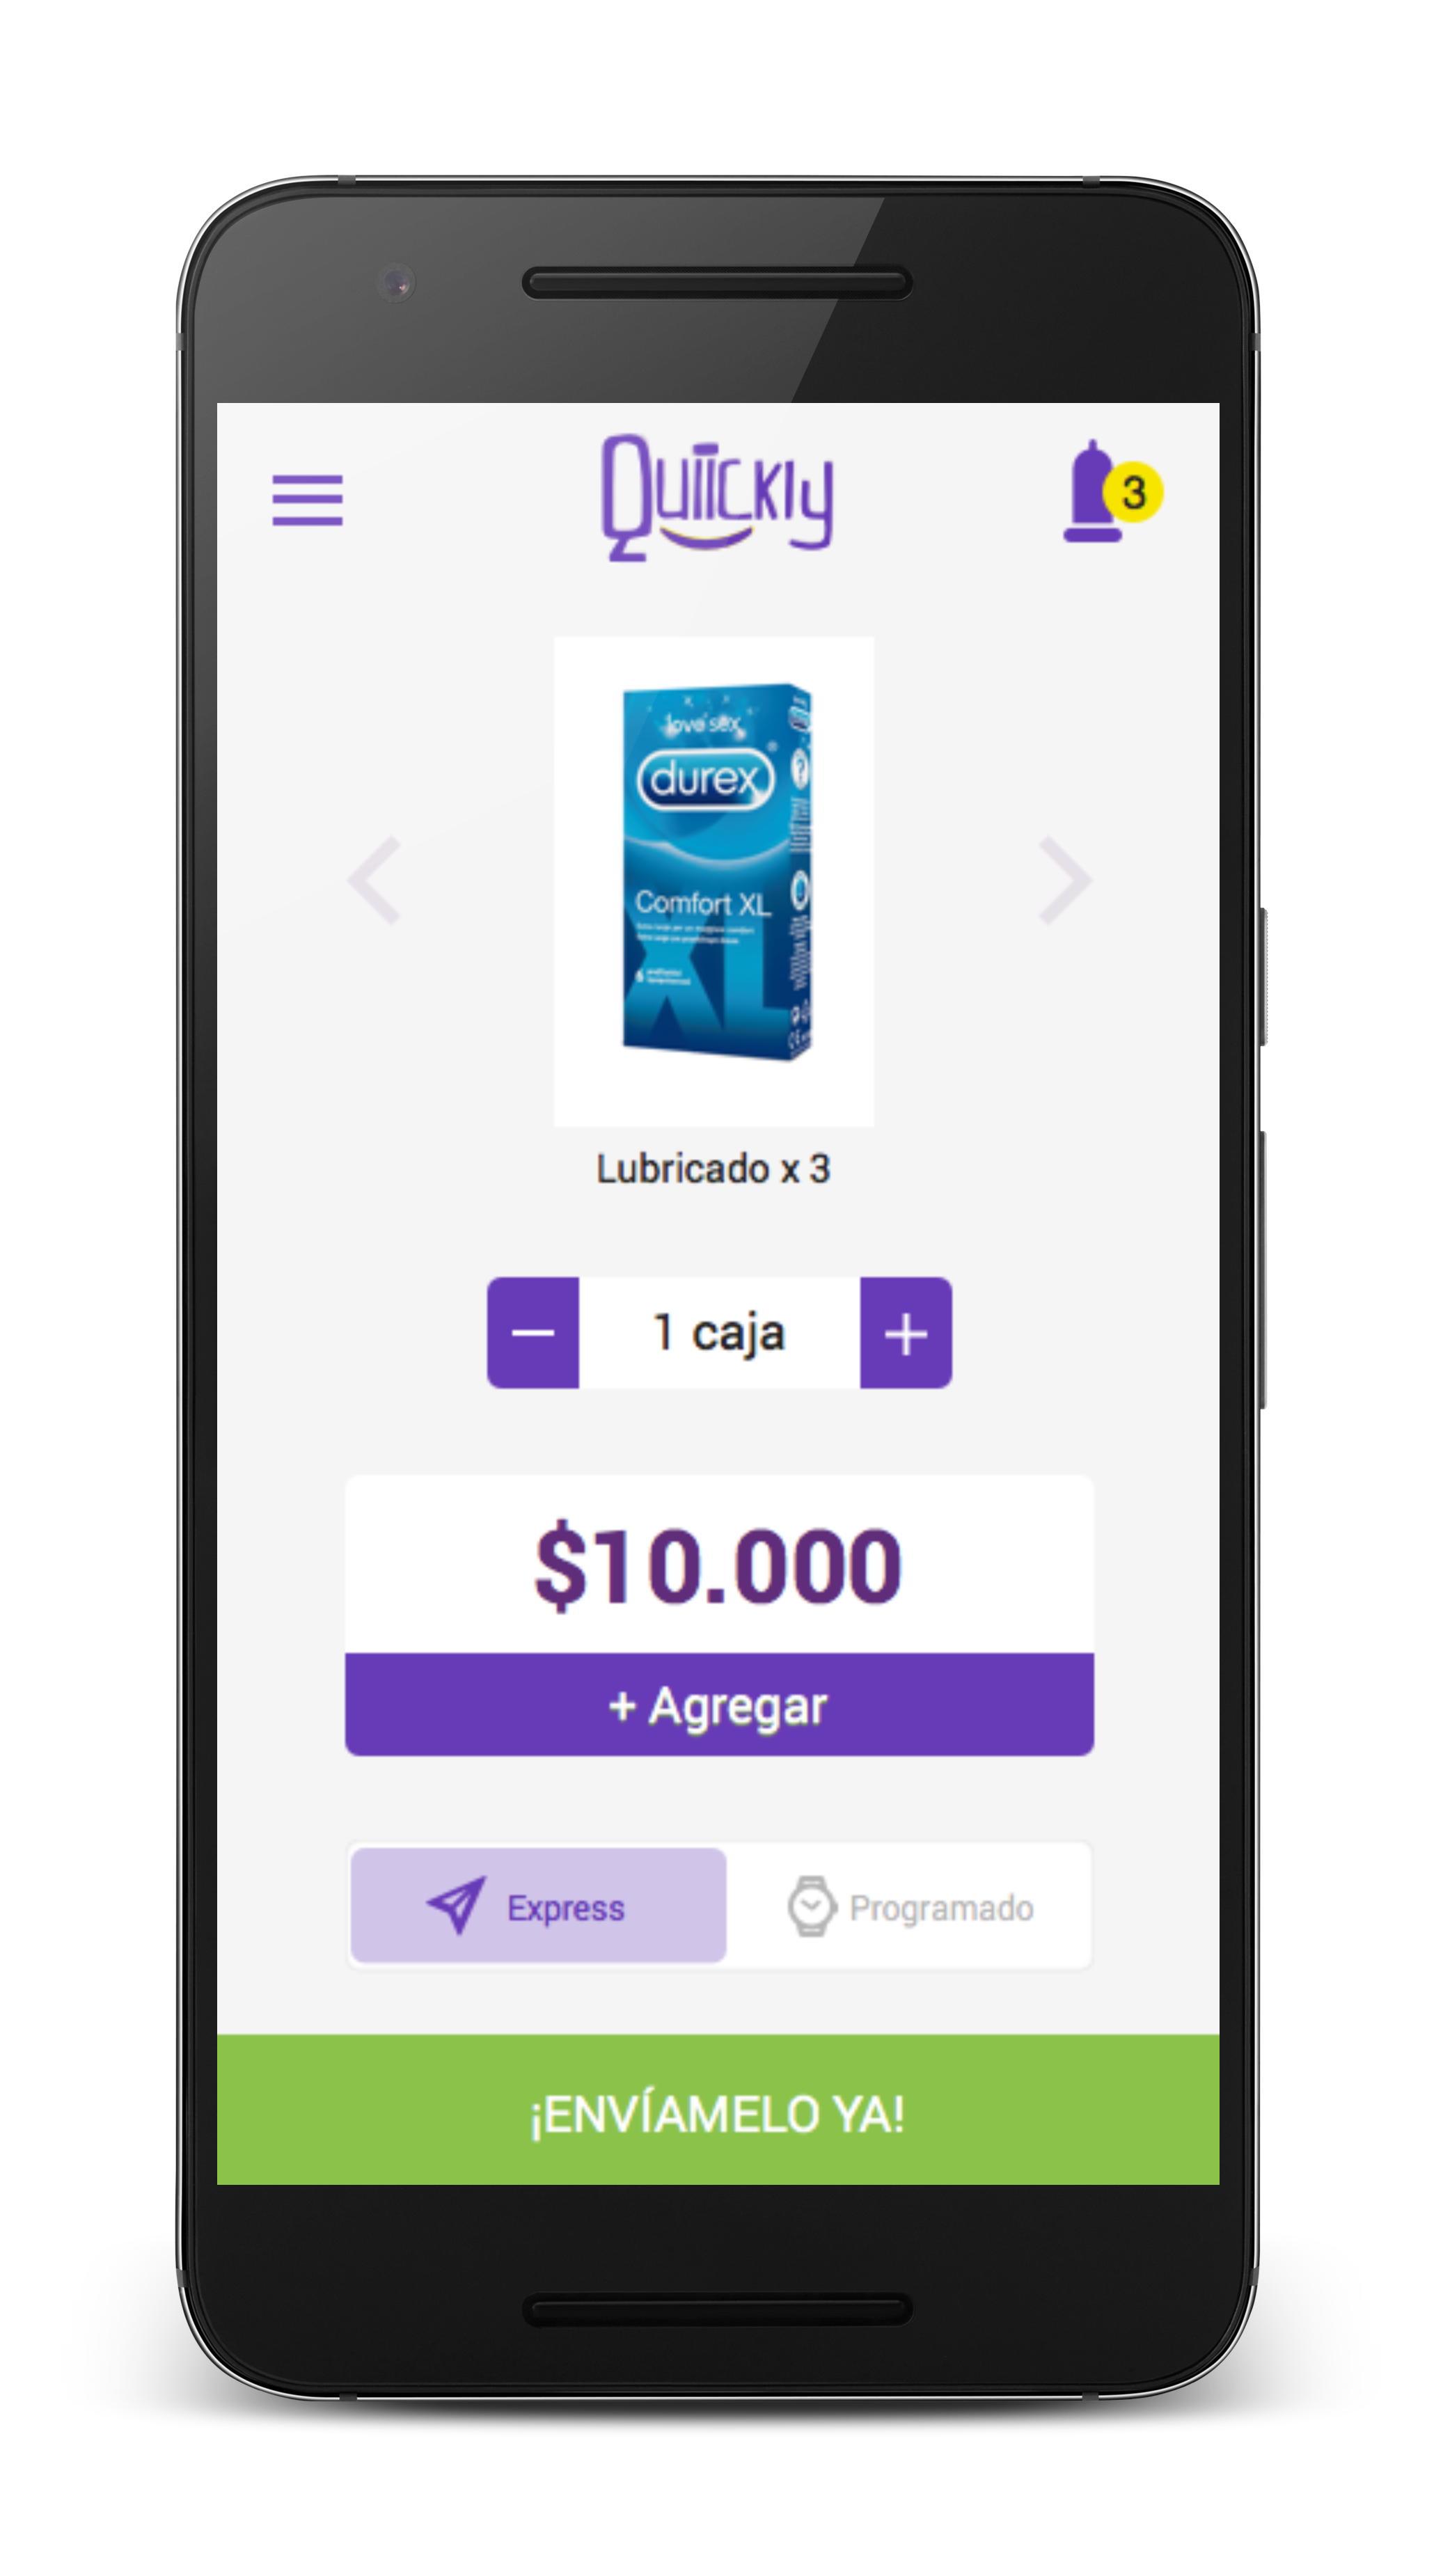 Quiickly
3
love sex
durex
Comfort XL
XL
6
Lubricado x 3
1 caja
$10.000
+ Agregar
Express
Programado
¡ENVÍAMELO YA!